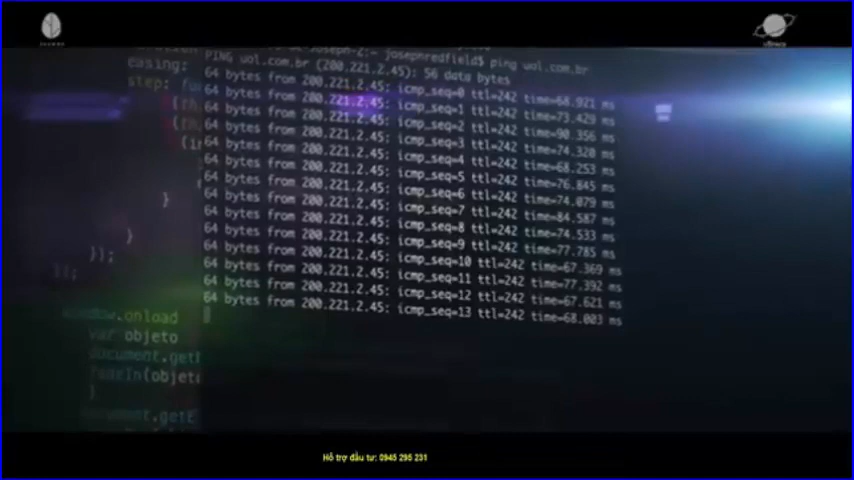 josephredfield$ ping uol.com.br
PING uol.com.br (200.221.2.45): 56 data bytes
64 bytes from 200.221.2.45: icmp_seq=0 ttl=242 time=68.921 ms
64 bytes from 200.221.2.45: icmp_seq=1 ttl=242 time=73.429 ms
64 bytes from 200.221.2.45: icmp_seq=2 ttl=242 time=90.356 ms
64 bytes from 200.221.2.45: icmp_seq=3 ttl=242 time=74.320 ms
64 bytes from 200.221.2.45: icmp_seq=4 ttl=242 time=68.253 ms
64 bytes from 200.221.2.45: icmp_seq=5 ttl=242 time=76.845 ms
64 bytes from 200.221.2.45: icmp_seq=6 ttl=242 time=74.079 ms
64 bytes from 200.221.2.45: icmp_seq=7 ttl=242 time=84.587 ms
64 bytes from 200.221.2.45: icmp_seq=8 ttl=242 time=74.533 ms
64 bytes from 200.221.2.45: icmp_seq=9 ttl=242 time=77.785 ms
64 bytes from 200.221.2.45: icmp_seq=10 ttl=242 time=67.369 ms
64 bytes from 200.221.2.45: icmp_seq=11 ttl=242 time=77.392 ms
64 bytes from 200.221.2.45: icmp_seq=12 ttl=242 time=67.621 ms
64 bytes from 200.221.2.45: icmp_seq=13 ttl=242 time=68.003 ms
easing:
step:
}
}
});
});
window.onload
var objeto
document.getE
}
document.getE
Hỗ trợ đầu tư: 0945 295 231